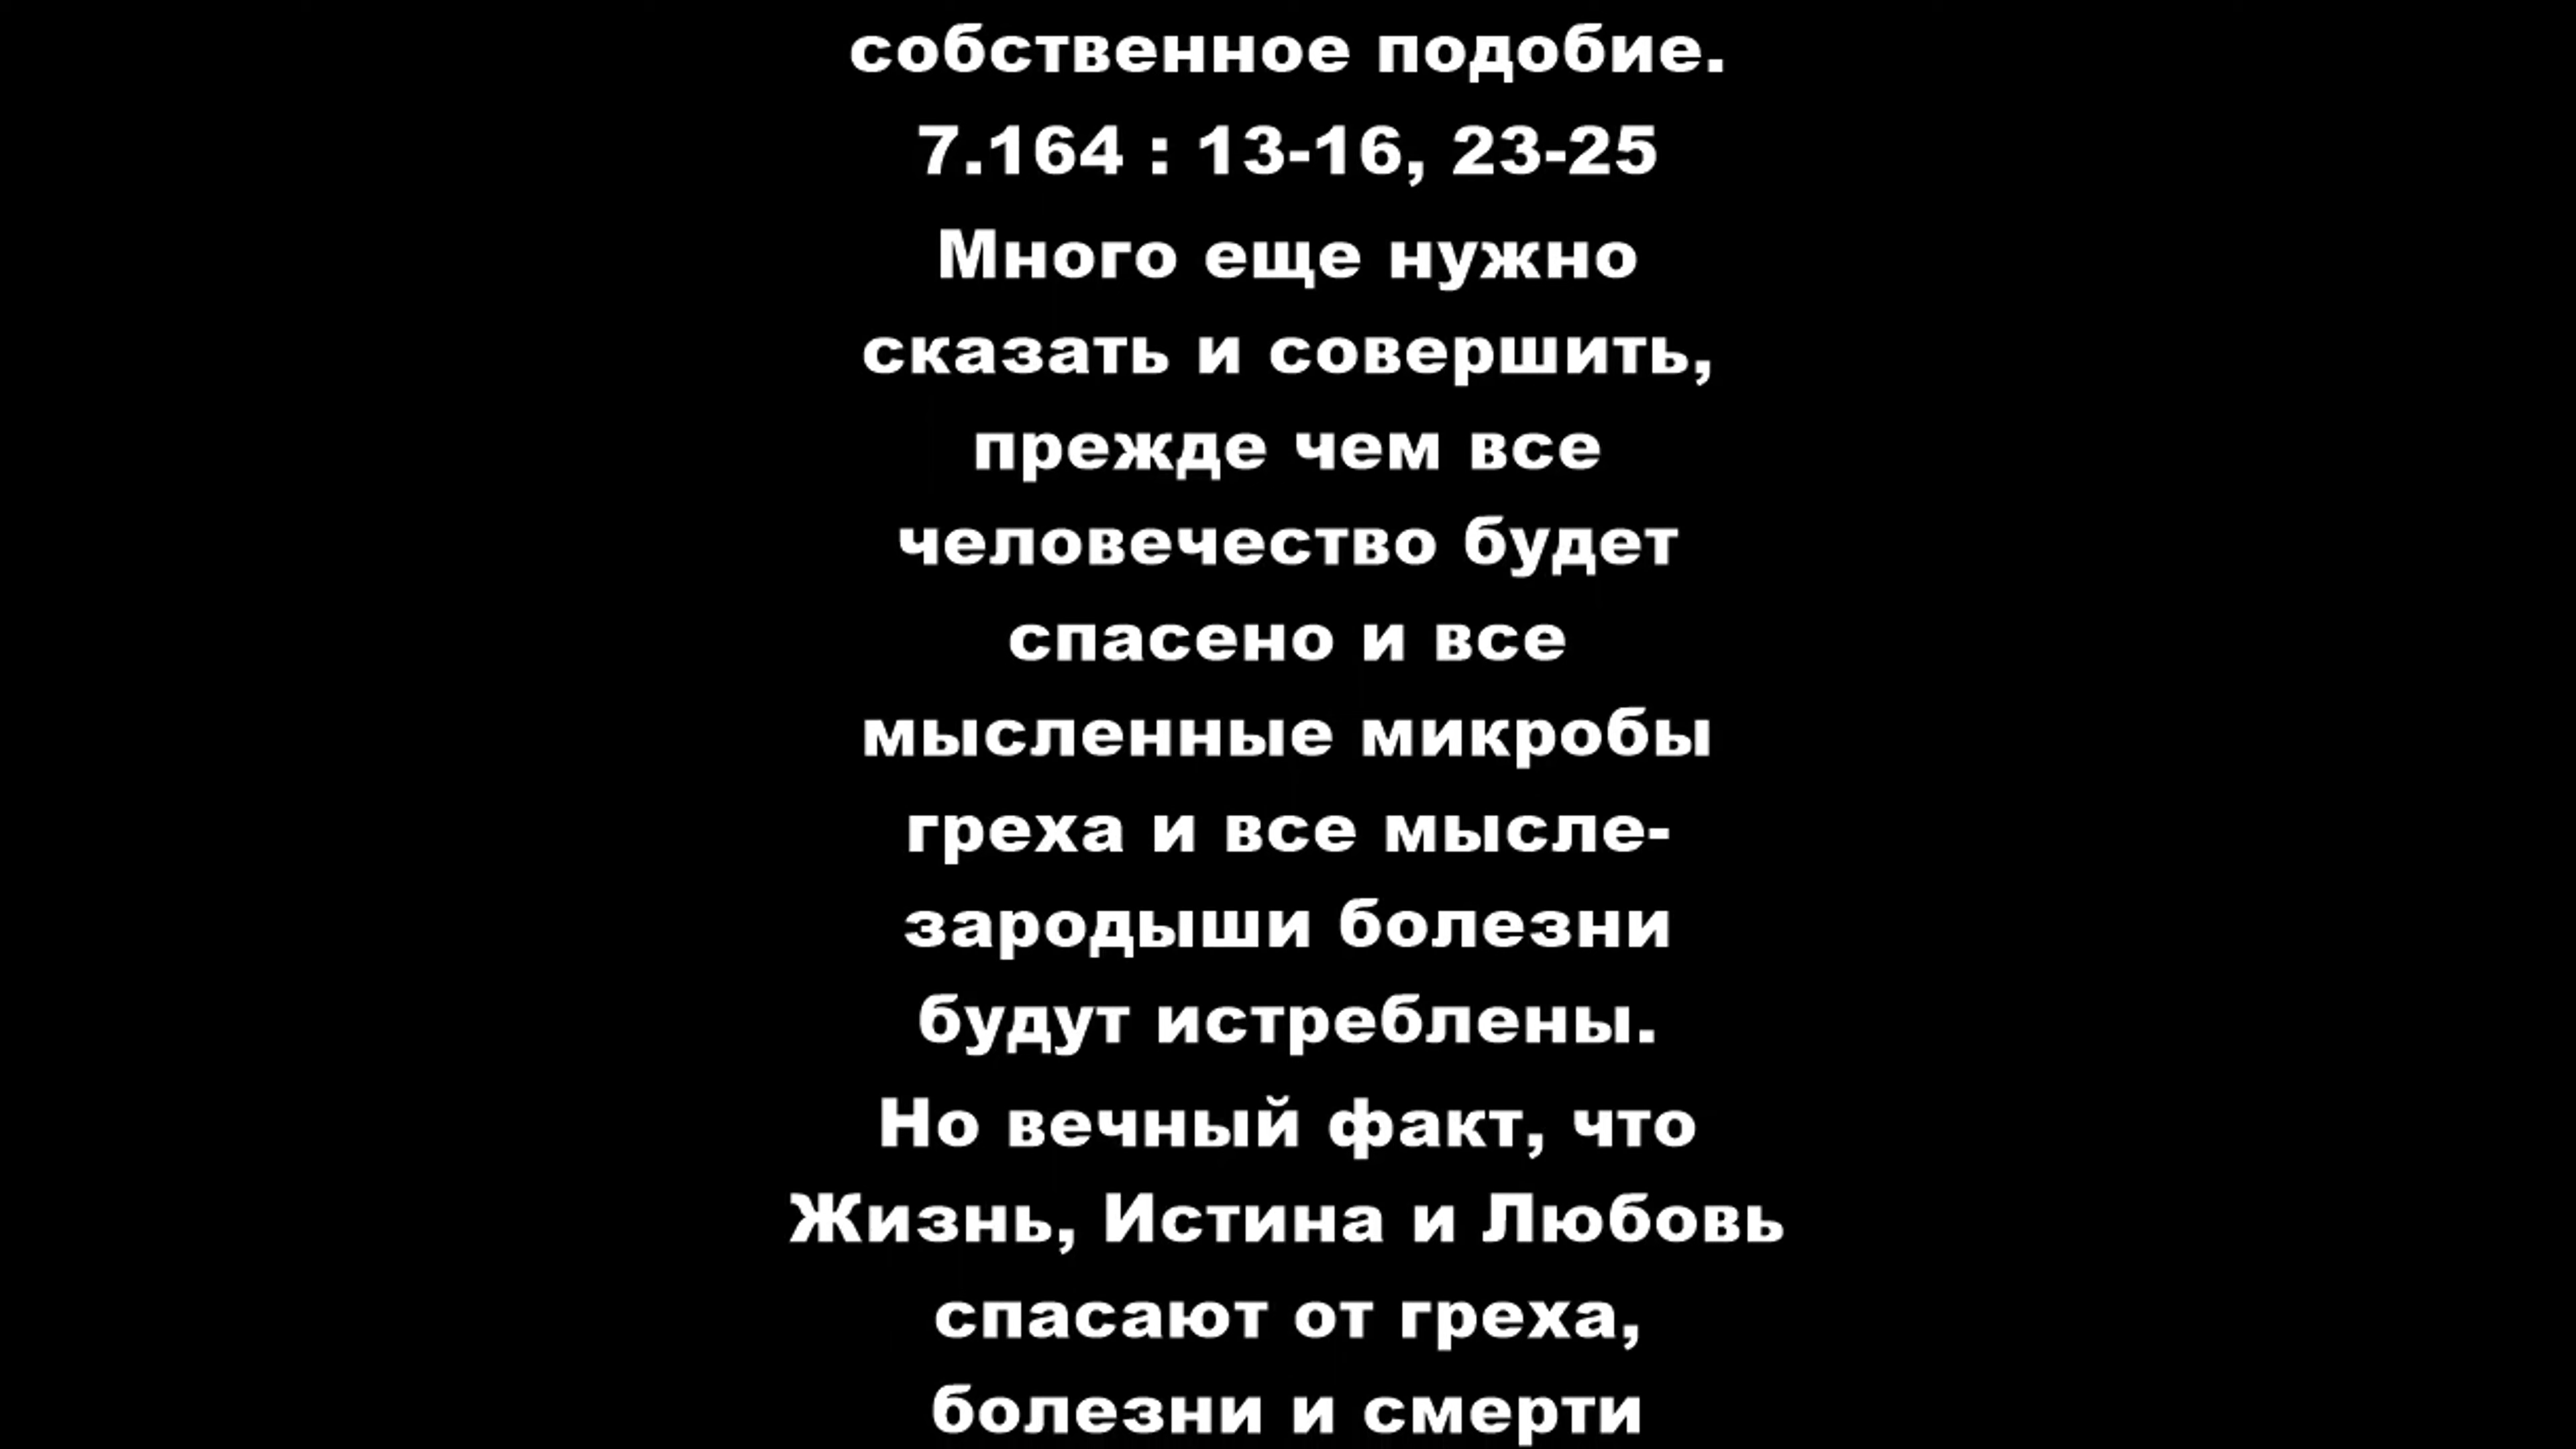 собственное подобие.
7.164 : 13-16, 23-25
Много еще нужно
сказать и совершить,
прежде чем все
человечество будет
спасено и все
мысленные микробы
греха и все мысле-
зародыши болезни
будут истреблены.
Но вечный факт, что
Жизнь, Истина и Любовь
спасают от греха,
болезни и смерти